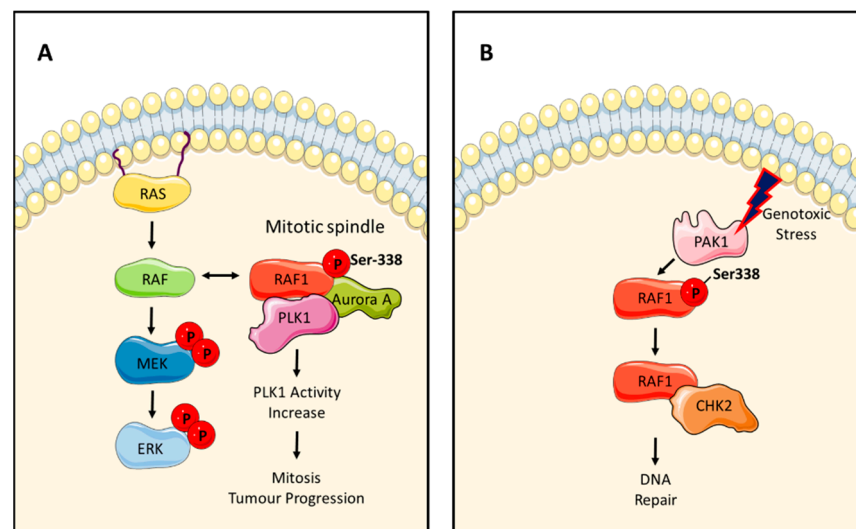 A
RAS
Mitotic spindle
P
Ser-338
RAF
RAF1
Aurora A
PLK1
P
P
MEK
PLK1 Activity
Increase
P
P
ERK
Mitosis
Tumour Progression
B
Genotoxic
Stress
PAK1
Ser338
RAF1
P
RAF1
CHK2
DNA
Repair